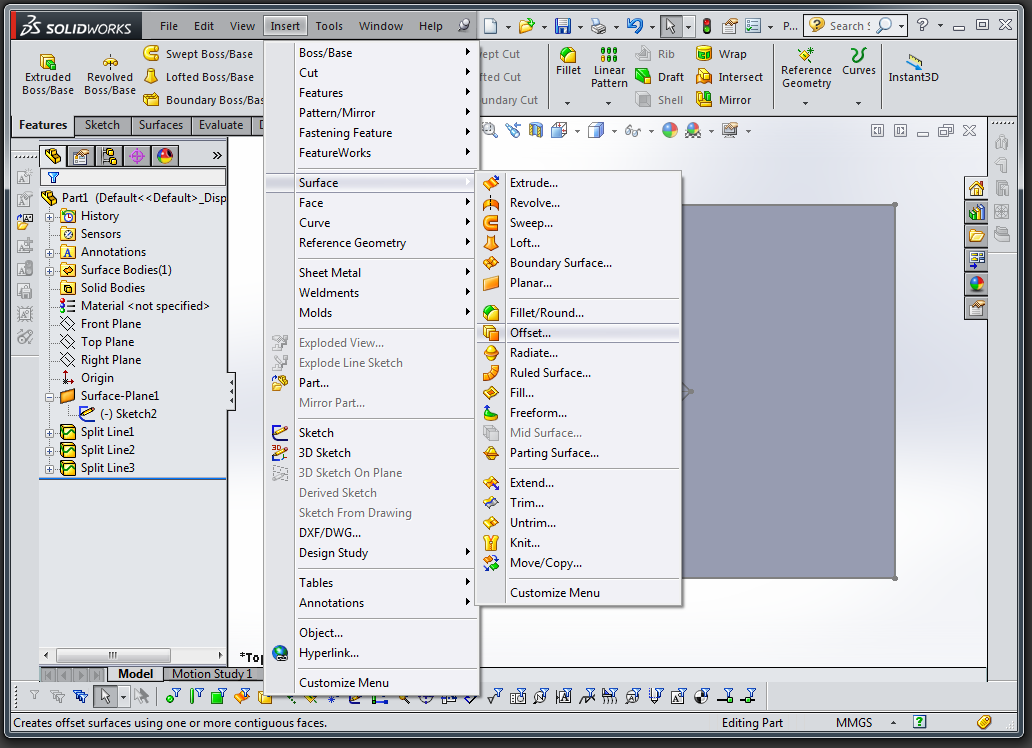 SOLIDWORKS File Edit View Insert Tools Window Help P... Search
Extruded Boss/Base
Revolved Boss/Base
Swept Boss/Base
Lofted Boss/Base
Boundary Boss/Bas
ept Cut
fted Cut
undary Cut
Fillet
Linear Pattern
Rib
Draft
Shell
Wrap
Intersect
Mirror
Reference Geometry
Curves
Instant3D
Features Sketch Surfaces Evaluate
Part1 (Default<<Default>_Disp
History
Sensors
Annotations
Surface Bodies(1)
Solid Bodies
Material <not specified>
Front Plane
Top Plane
Right Plane
Origin
Surface-Plane1
(-) Sketch2
Split Line1
Split Line2
Split Line3
Boss/Base
Cut
Features
Pattern/Mirror
Fastening Feature
FeatureWorks
Surface
Face
Curve
Reference Geometry
Sheet Metal
Weldments
Molds
Exploded View...
Explode Line Sketch
Part...
Mirror Part...
Sketch
3D Sketch
3D Sketch On Plane
Derived Sketch
Sketch From Drawing
DXF/DWG...
Design Study
Tables
Annotations
Object...
Hyperlink...
Customize Menu
Extrude...
Revolve...
Sweep...
Loft...
Boundary Surface...
Planar...
Fillet/Round...
Offset...
Radiate...
Ruled Surface...
Fill...
Freeform...
Mid Surface...
Parting Surface...
Extend...
Trim...
Untrim...
Knit...
Move/Copy...
Customize Menu
*Top
Model Motion Study 1
Creates offset surfaces using one or more contiguous faces. Editing Part MMGS